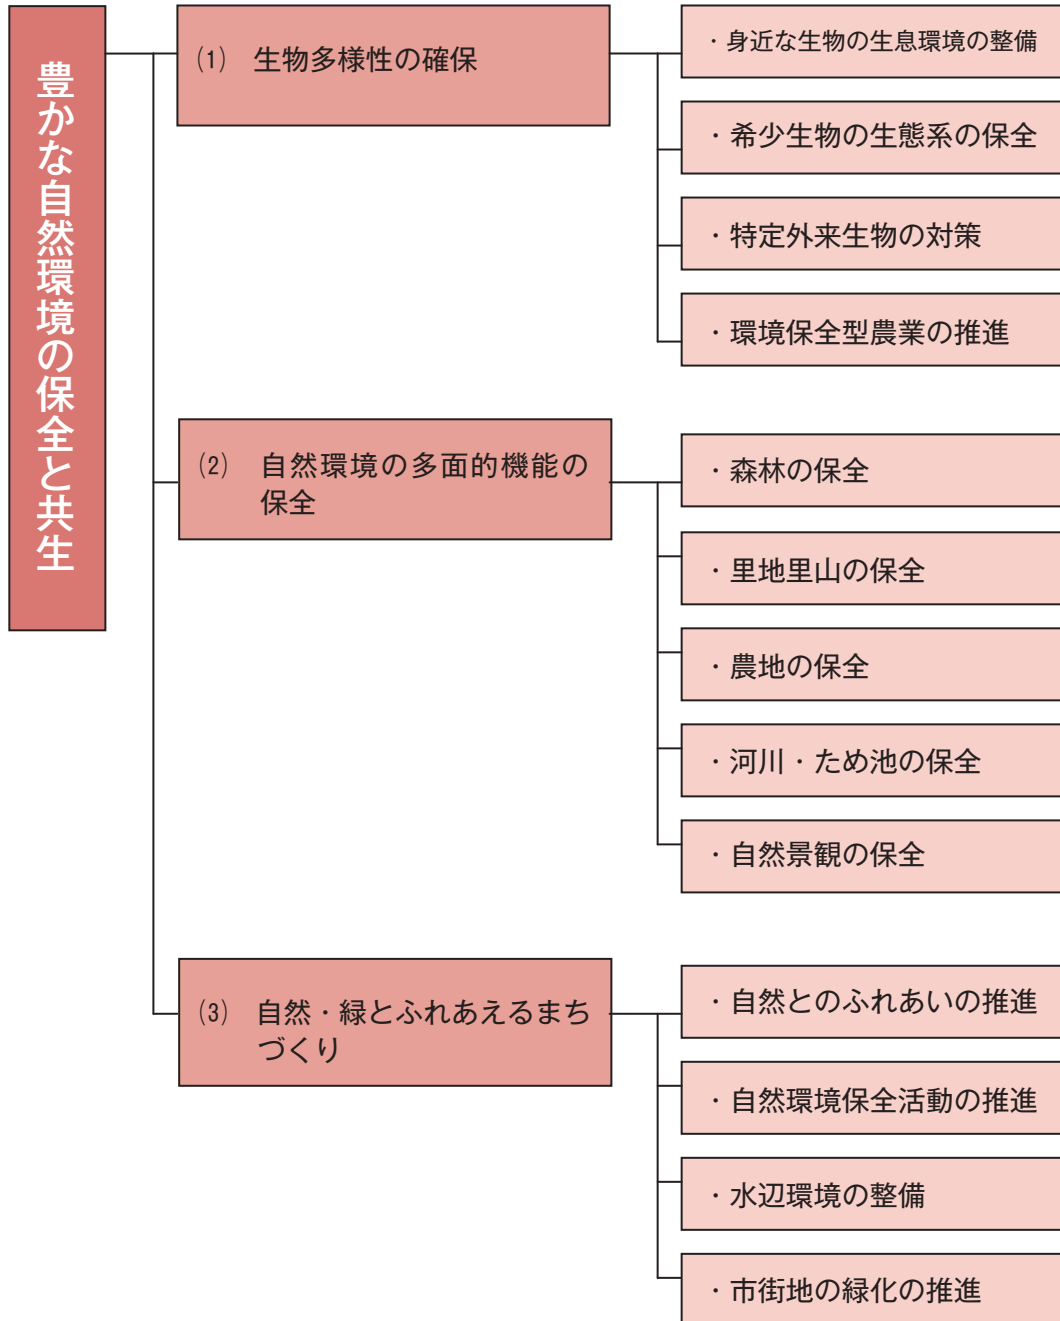 豊かな自然環境の保全と共生
(1) 生物多様性の確保
・身近な生物の生息環境の整備
・希少生物の生態系の保全
・特定外来生物の対策
・環境保全型農業の推進
(2) 自然環境の多面的機能の
保全
・森林の保全
・里地里山の保全
・農地の保全
・河川・ため池の保全
・自然景観の保全
(3) 自然・緑とふれあえるまち
づくり
・自然とのふれあいの推進
・自然環境保全活動の推進
・水辺環境の整備
・市街地の緑化の推進